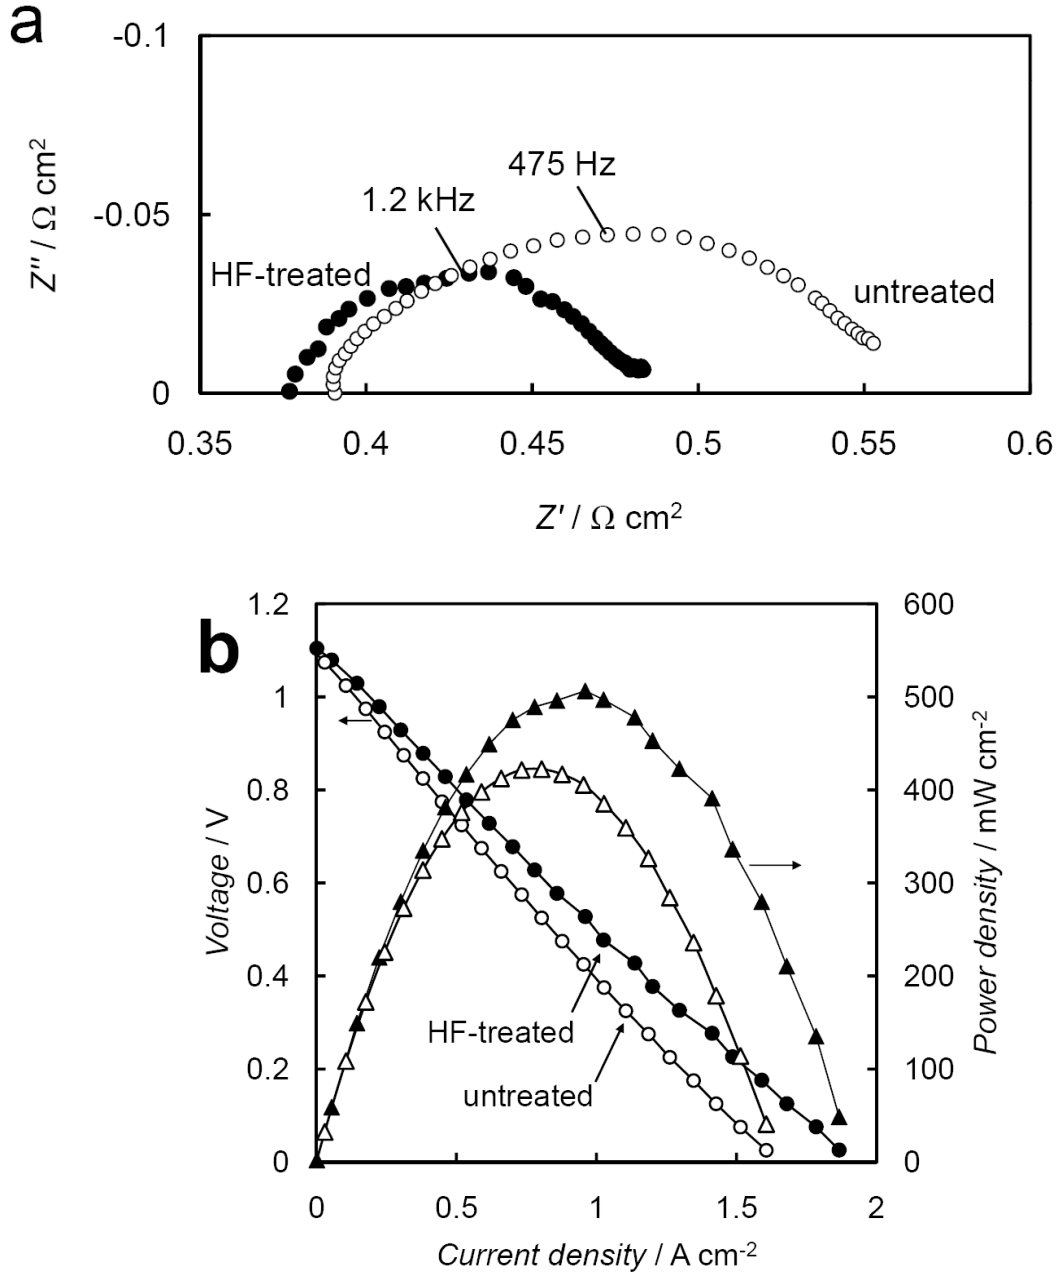 a
-0.1
475 Hz
1.2 kHz
-0.05
HF-treated
untreated
Z'' / Ω cm²
0
0.35 0.4 0.45 0.5 0.55 0.6
Z' / Ω cm²
b
1.2 600
1 500
0.8 400
0.6 300
0.4 200
HF-treated
0.2 100
untreated
0 0
Voltage / V
Power density / mW cm⁻²
0 0.5 1 1.5 2
Current density / A cm⁻²